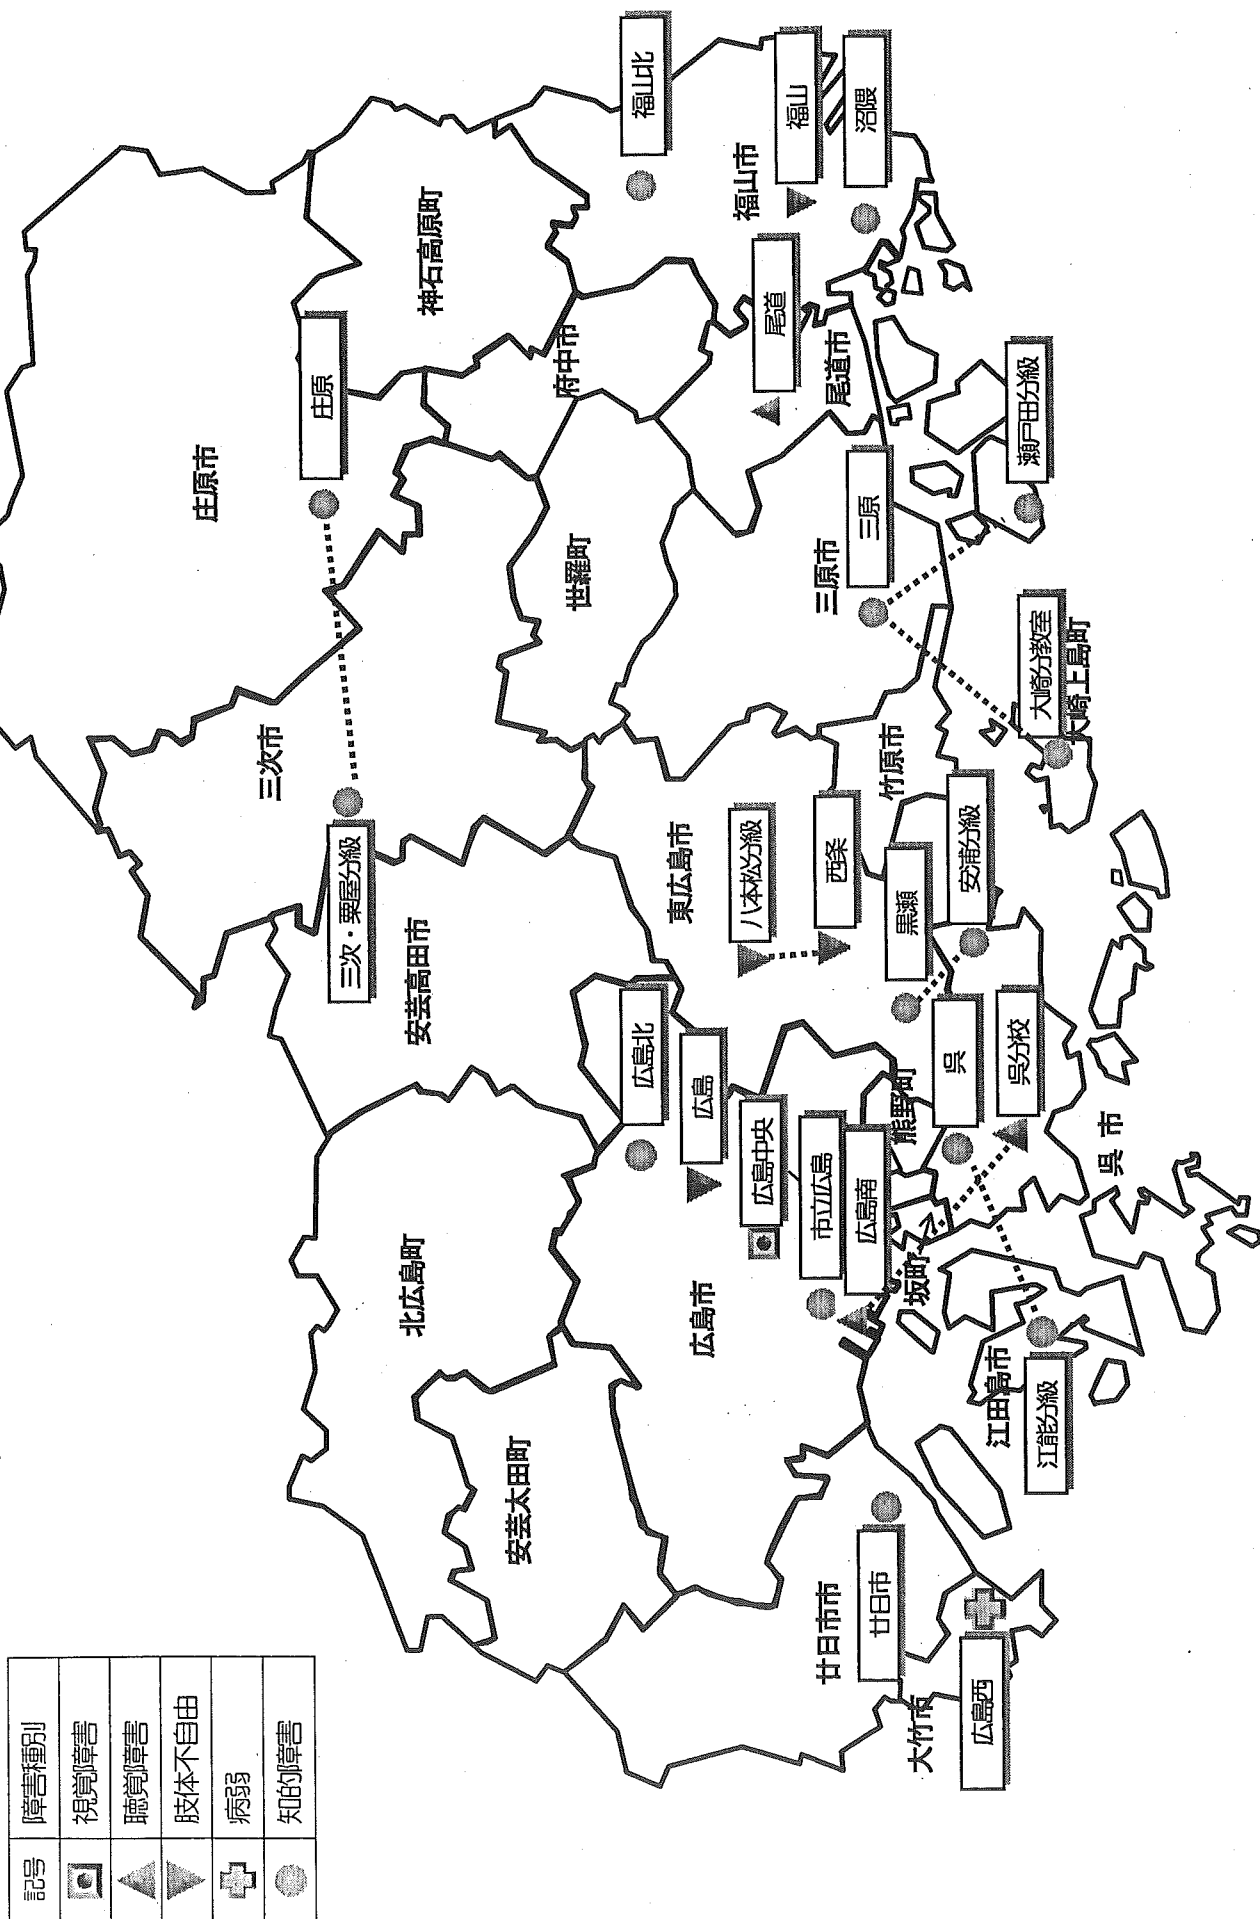 記号 障害種別
視覚障害
聴覚障害
肢体不自由
病弱
知的障害
庄原市
庄原
神石高原町
三次市
三次・粟屋分級
安芸高田市
北広島町
安芸太田町
府中市
世羅町
福山北
福山市
福山
沼隈
尾道
尾道市
三原市
三原
瀬戸田分級
大崎分教室
大崎上島町
竹原市
東広島市
八本松分級
西条
黒瀬
安浦分級
広島北
広島
広島中央
市立広島
広島南
広島市
熊野町
坂町
呉
呉分校
呉市
江田島市
江能分級
廿日市市
廿日市
大竹市
広島西